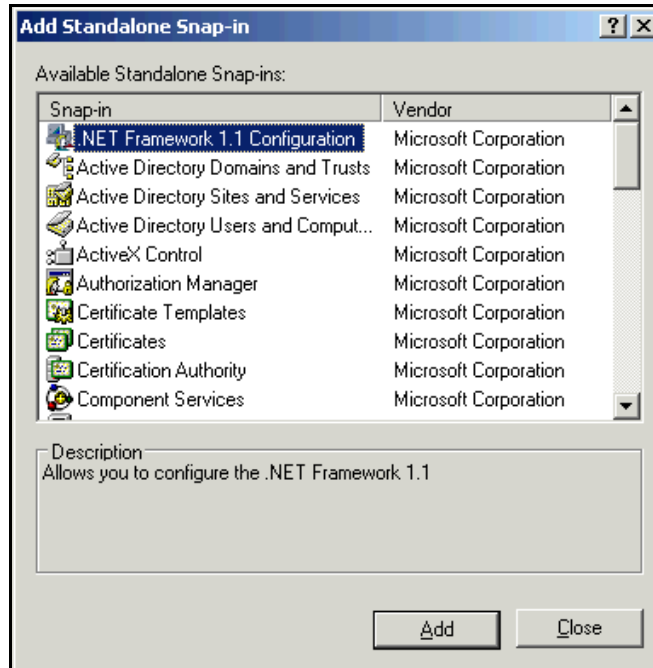 Add Standalone Snap-in
Available Standalone Snap-ins:
Snap-in Vendor
.NET Framework 1.1 Configuration Microsoft Corporation
Active Directory Domains and Trusts Microsoft Corporation
Active Directory Sites and Services Microsoft Corporation
Active Directory Users and Comput... Microsoft Corporation
ActiveX Control Microsoft Corporation
Authorization Manager Microsoft Corporation
Certificate Templates Microsoft Corporation
Certificates Microsoft Corporation
Certification Authority Microsoft Corporation
Component Services Microsoft Corporation
Description
Allows you to configure the .NET Framework 1.1
Add Close